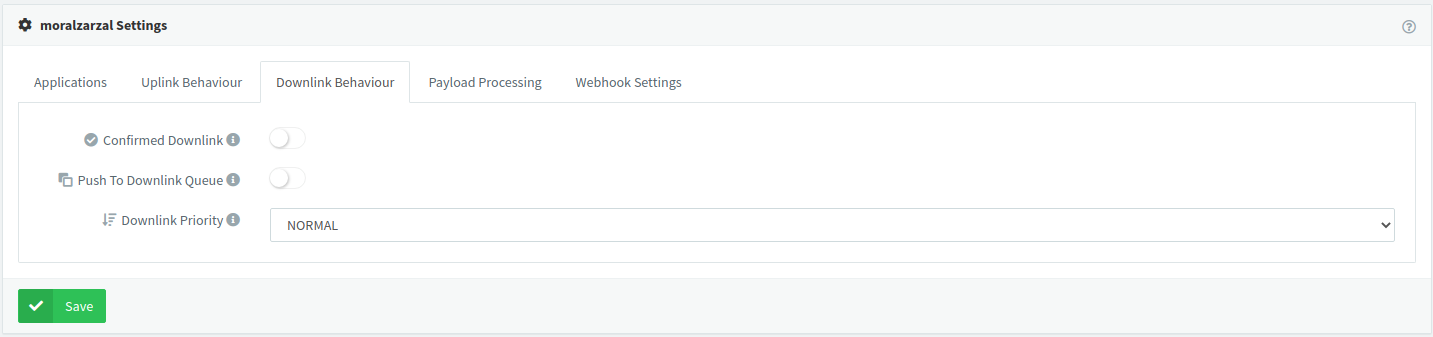 moralzarzal Settings
Applications Uplink Behaviour Downlink Behaviour Payload Processing Webhook Settings
Confirmed Downlink
Push To Downlink Queue
Downlink Priority NORMAL
Save